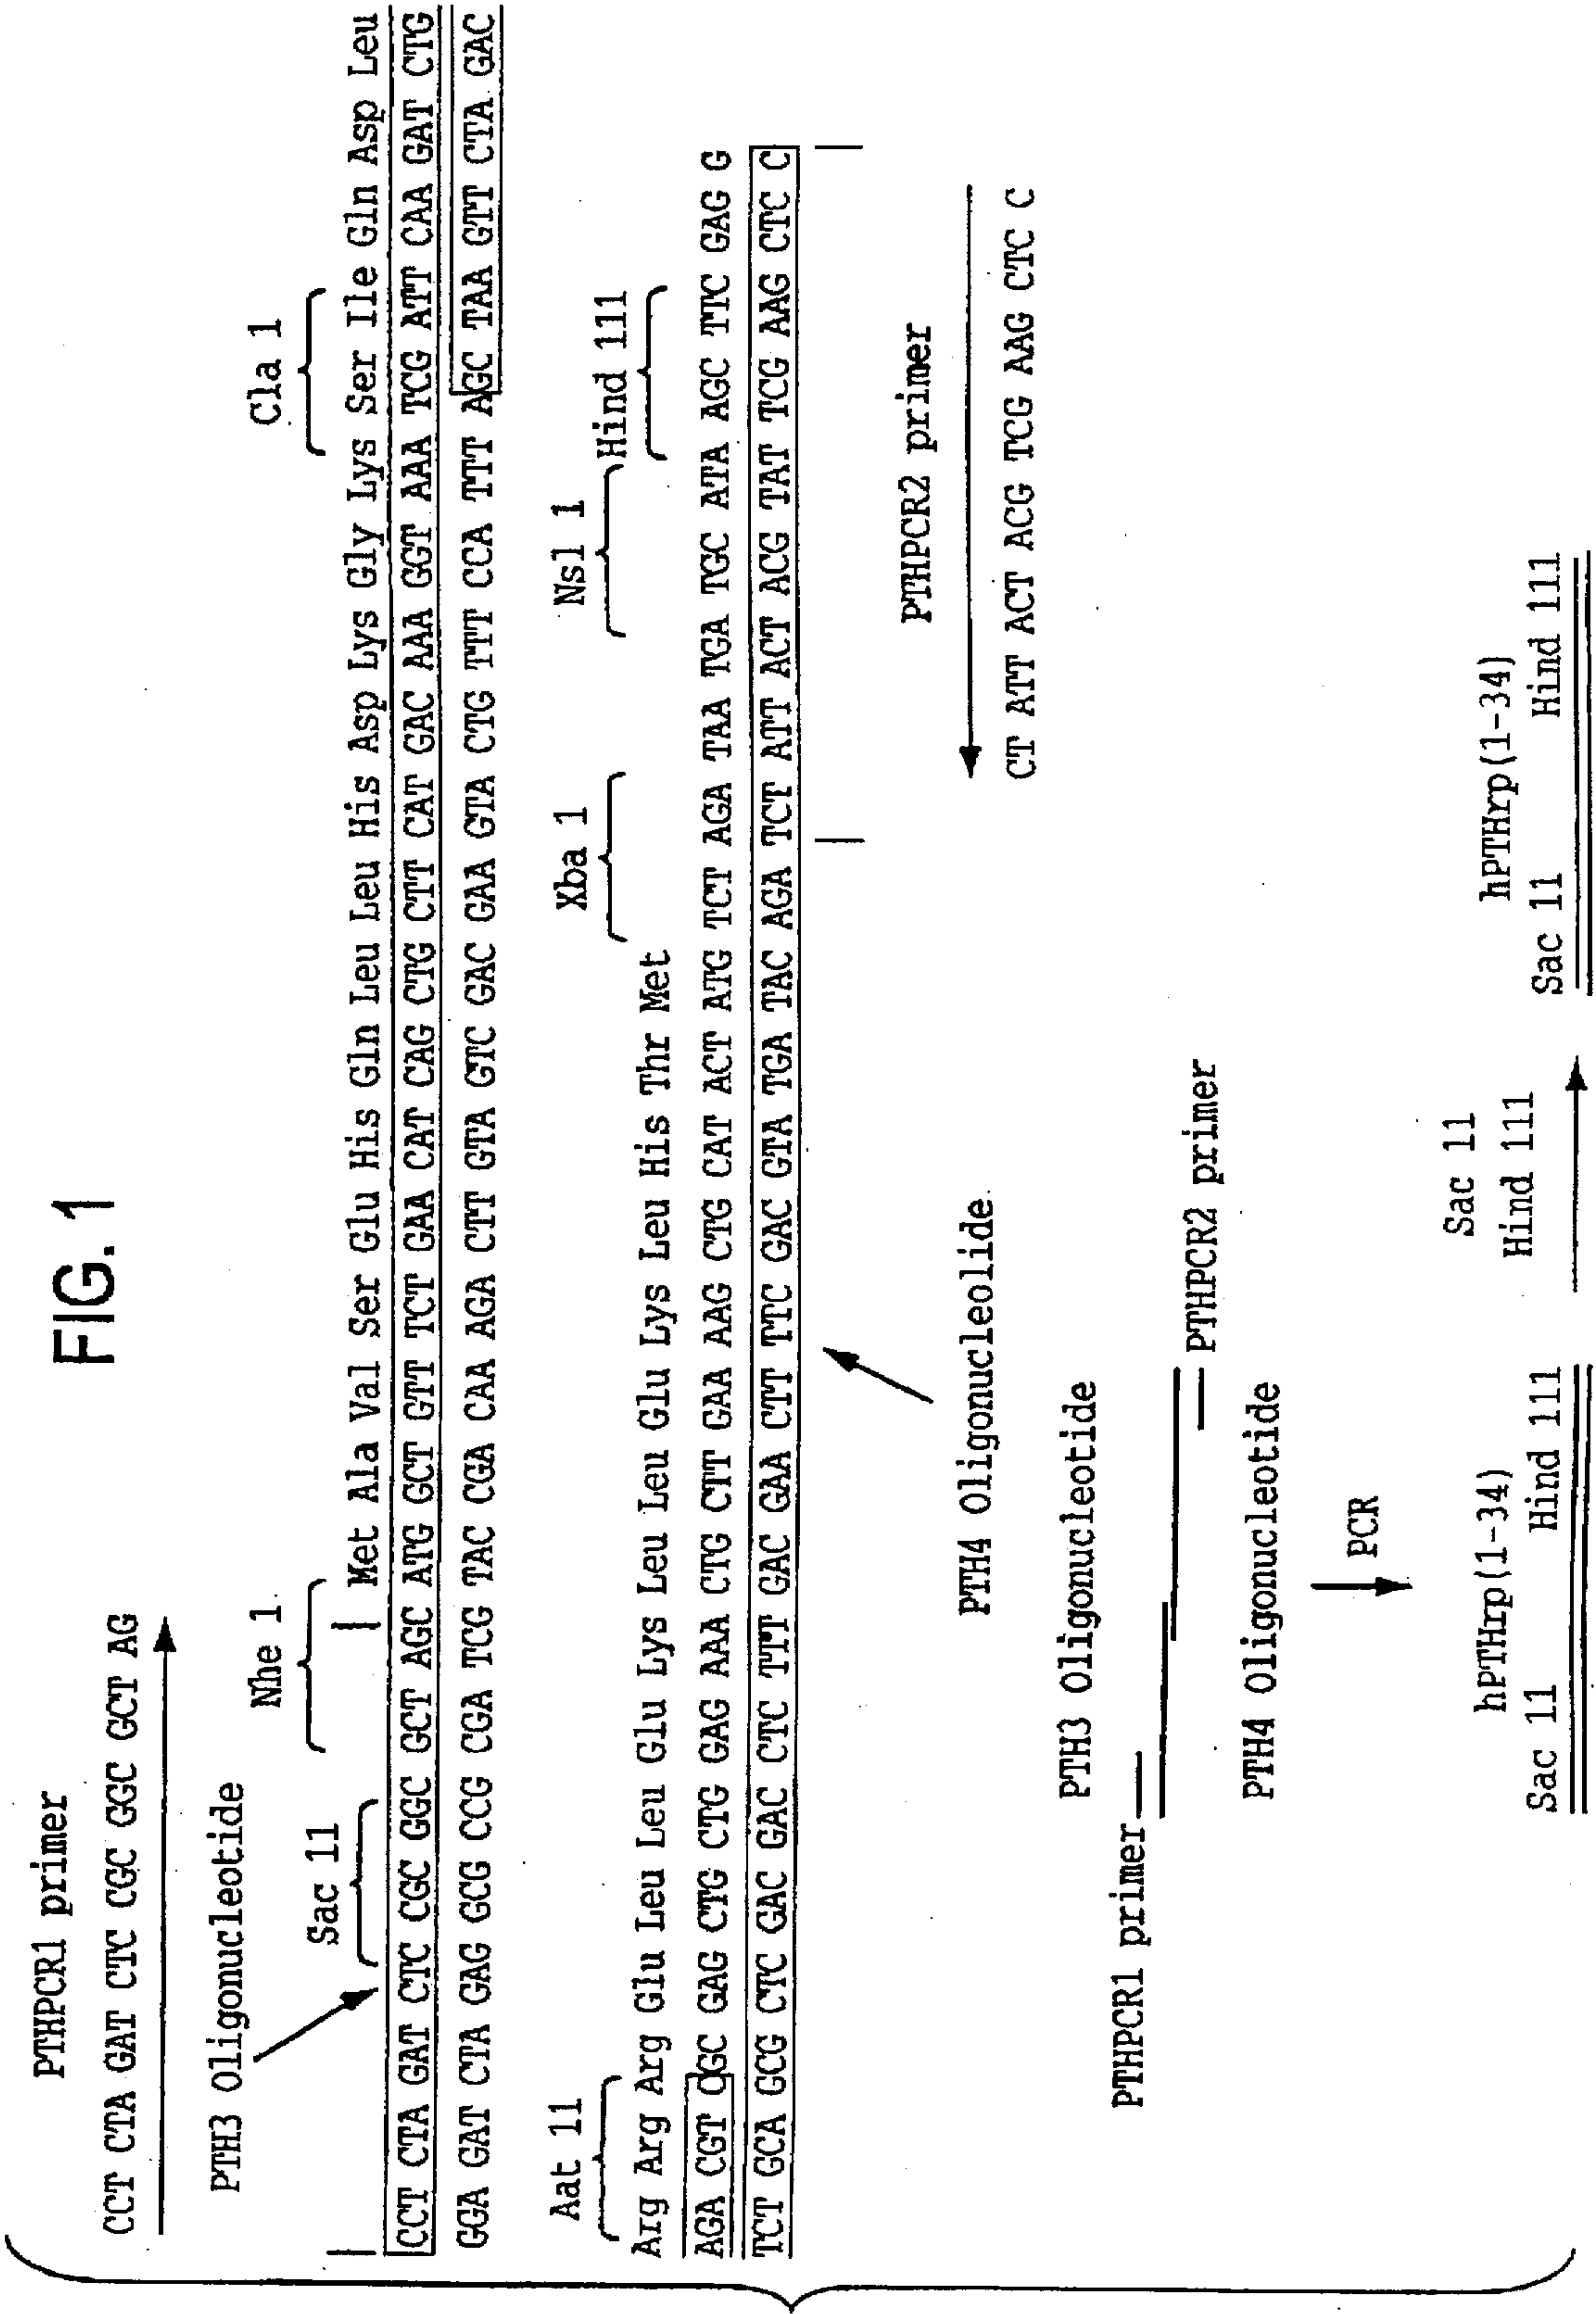 FIG. 1
PTHPCR1 primer
CCT CTA GAT CTC CGC GGC GCT AG
PTH3 Oligonucleotide
Sac 11
Nhe 1
Cla 1
Met Ala Val Ser Glu His Gln Leu Leu His Asp Lys Gly Lys Ser Ile Gln Asp Leu
CCT CTA GAT CTC CGC GGC GCT AGC ATG GCT GTT TCT GAA CAT CAG CTG CTT CAT GAC AAA GGT AAA TCG ATT CAA GAT CTG
GGA GAT CTA GAG GCG CCG CGA TCG TAC CGA CAA AGA CTT GTA GTC GAC GAA GTA CTG TTT CCA TTT AGC TAA GTT CTA GAC
Aat 11
Xba 1
Nsl 1
Hind 111
Arg Arg Arg Glu Leu Leu Glu Lys Leu Leu Glu Lys Leu His Thr Met
AGA CGT CGC GAG CTG CTG GAG AAA CTG CTT GAA AAG CTG CAT ACT ATG TCT AGA TAA TGA TGC ATA AGC TTC GAG G
TCT GCA GCG CTC GAC GAC CTC TTT GAC GAA CTT TTC GAC GTA TGA TAC AGA TCT ATT ACT ACG TAT TCG AAG CTC C
PTH4 Oligonucleolide
PTHPCR2 primer
CT ATT ACT ACG TCG AAG CTC C
PTH3 Oligonucleotide
PTHPCR1 primer
PTHPCR2 primer
PTH4 Oligonucleotide
PCR
hPTHrp(1-34)
Sac 11
Hind 111
Sac 11
Hind 111
hPTHrp(1-34)
Sac 11
Hind 111